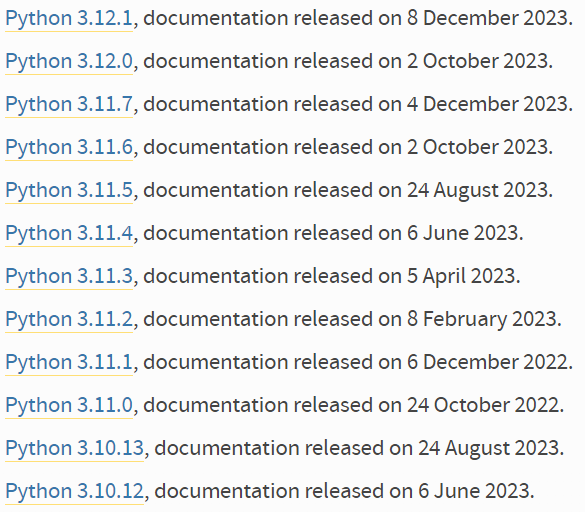 Python 3.12.1, documentation released on 8 December 2023.
Python 3.12.0, documentation released on 2 October 2023.
Python 3.11.7, documentation released on 4 December 2023.
Python 3.11.6, documentation released on 2 October 2023.
Python 3.11.5, documentation released on 24 August 2023.
Python 3.11.4, documentation released on 6 June 2023.
Python 3.11.3, documentation released on 5 April 2023.
Python 3.11.2, documentation released on 8 February 2023.
Python 3.11.1, documentation released on 6 December 2022.
Python 3.11.0, documentation released on 24 October 2022.
Python 3.10.13, documentation released on 24 August 2023.
Python 3.10.12, documentation released on 6 June 2023.